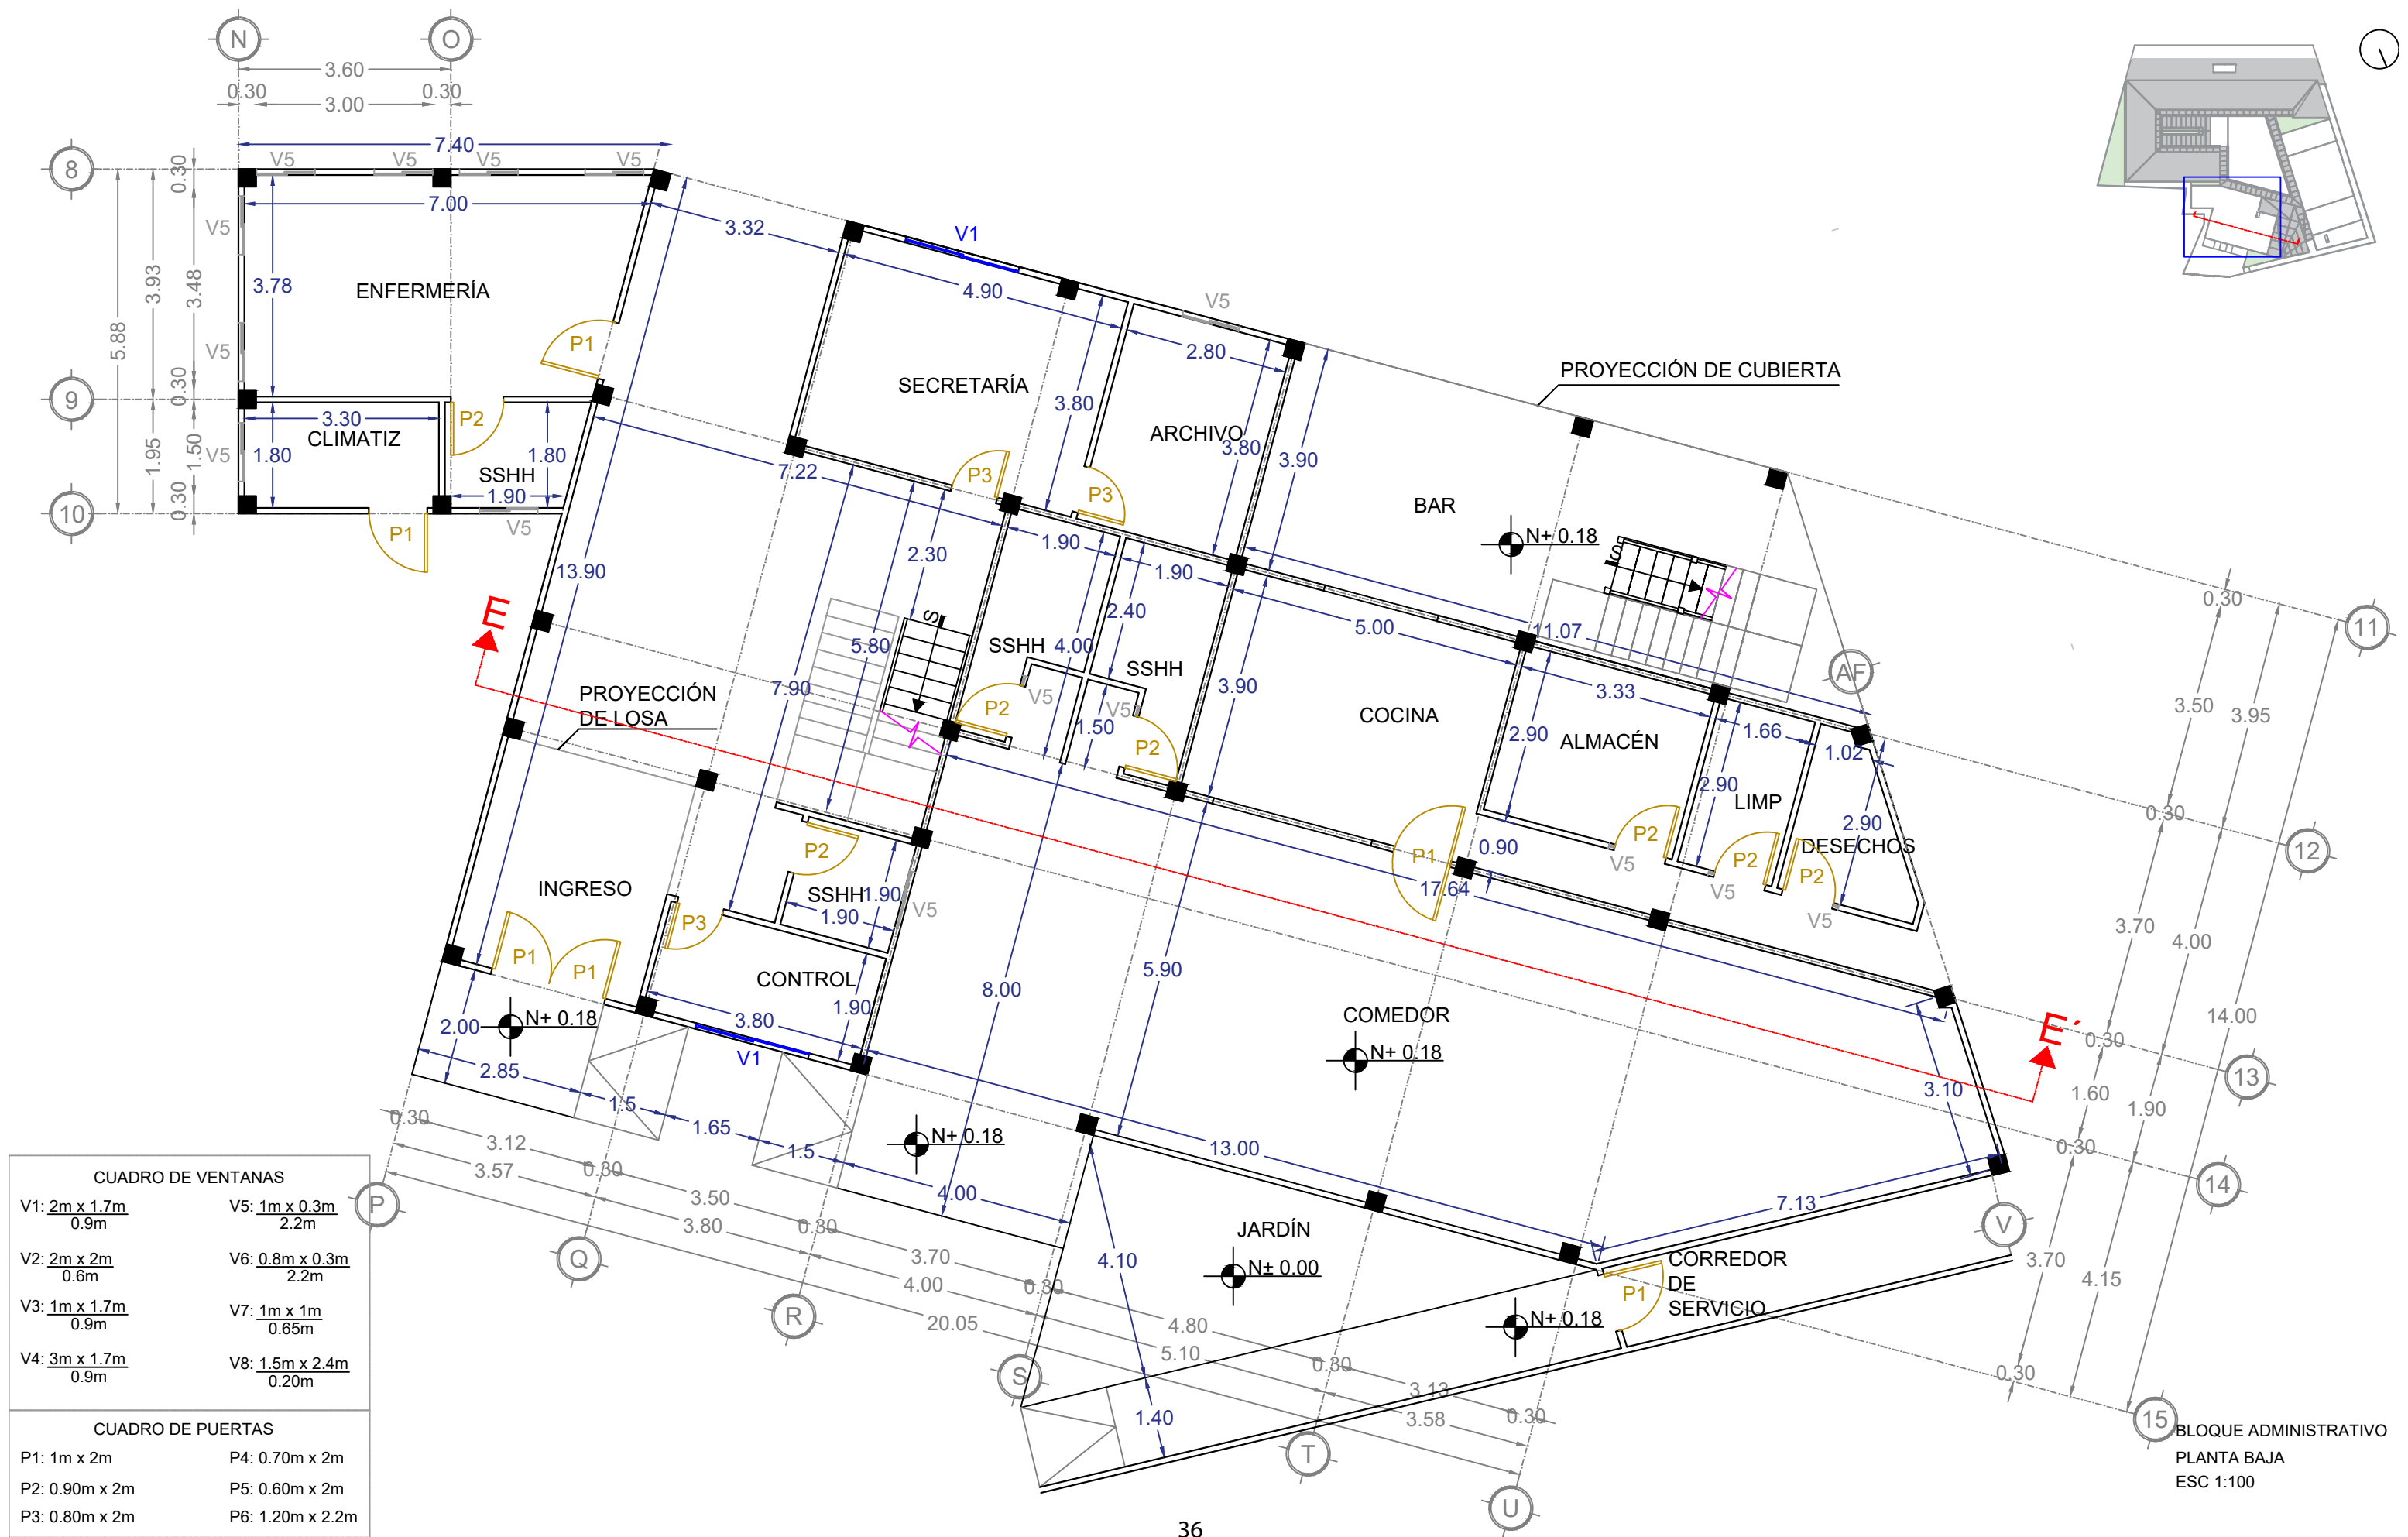 N
O
3.60
0.30
3.00
0.30
7.40
8
V5
V5
V5
V5
0.30
7.00
3.32
V1
V5
3.78
ENFERMERÍA
4.90
V5
5.88
3.93
3.48
P1
2.80
PROYECCIÓN DE CUBIERTA
V5
SECRETARÍA
3.80
9
0.30
3.30
P2
ARCHIVO
3.80
3.90
CLIMATIZ
V5
1.80
1.80
1.95
1.50
SSHH
1.90
7.22
P3
P3
BAR
10
0.30
P1
V5
N+ 0.18
2.30
1.90
1.90
S
13.90
0.30
11
E
2.40
S
5.00
11.07
5.80
SSHH
4.00
SSHH
AF
PROYECCIÓN
DE LOSA
7.90
V5
V5
3.90
3.33
3.50
3.95
P2
1.50
COCINA
ALMACÉN
1.66
1.02
P2
2.90
2.90
LIMP
0.30
2.90
12
P2
P1
0.90
P2
V5
DESECHOS
P2
P2
V5
V5
INGRESO
SSHH
1.90
1.90
V5
17.64
P3
3.70
4.00
P1
P1
CONTROL
5.90
8.00
N+ 0.18
2.00
3.80
1.90
COMEDOR
14.00
E´
0.30
V1
N+ 0.18
2.85
13
3.10
1.60
1.90
1.5
0.30
1.65
N+ 0.18
3.12
1.5
13.00
0.30
3.57
0.30
14
P
3.50
4.00
7.13
V
3.80
0.30
JARDÍN
3.70
4.10
CORREDOR
DE
SERVICIO
3.70
4.15
Q
4.00
0.30
N± 0.00
P1
R
20.05
4.80
N+ 0.18
5.10
0.30
0.30
S
3.13
1.40
3.58
0.30
15
T
U
CUADRO DE VENTANAS
V1: 2m x 1.7m
0.9m
V5: 1m x 0.3m
2.2m
V2: 2m x 2m
0.6m
V6: 0.8m x 0.3m
2.2m
V3: 1m x 1.7m
0.9m
V7: 1m x 1m
0.65m
V4: 3m x 1.7m
0.9m
V8: 1.5m x 2.4m
0.20m
CUADRO DE PUERTAS
P1: 1m x 2m
P4: 0.70m x 2m
P2: 0.90m x 2m
P5: 0.60m x 2m
P3: 0.80m x 2m
P6: 1.20m x 2.2m
BLOQUE ADMINISTRATIVO
PLANTA BAJA
ESC 1:100
36